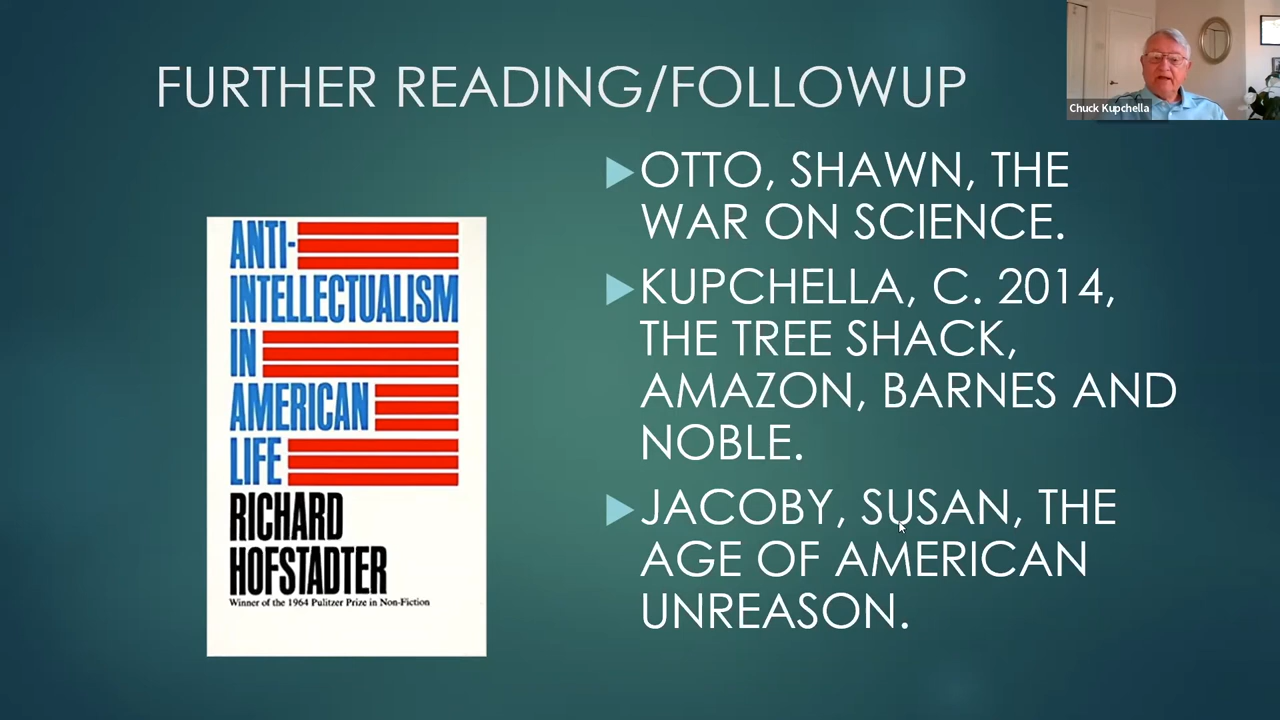 FURTHER READING/FOLLOWUP
Chuck Kupchella
ANTI-
INTELLECTUALISM
IN
AMERICAN
LIFE
RICHARD
HOFSTADTER
Winner of the 1964 Pulitzer Prize in Non-Fiction
OTTO, SHAWN, THE
WAR ON SCIENCE.
KUPCHELLA, C. 2014,
THE TREE SHACK,
AMAZON, BARNES AND
NOBLE.
JACOBY, SUSAN, THE
AGE OF AMERICAN
UNREASON.